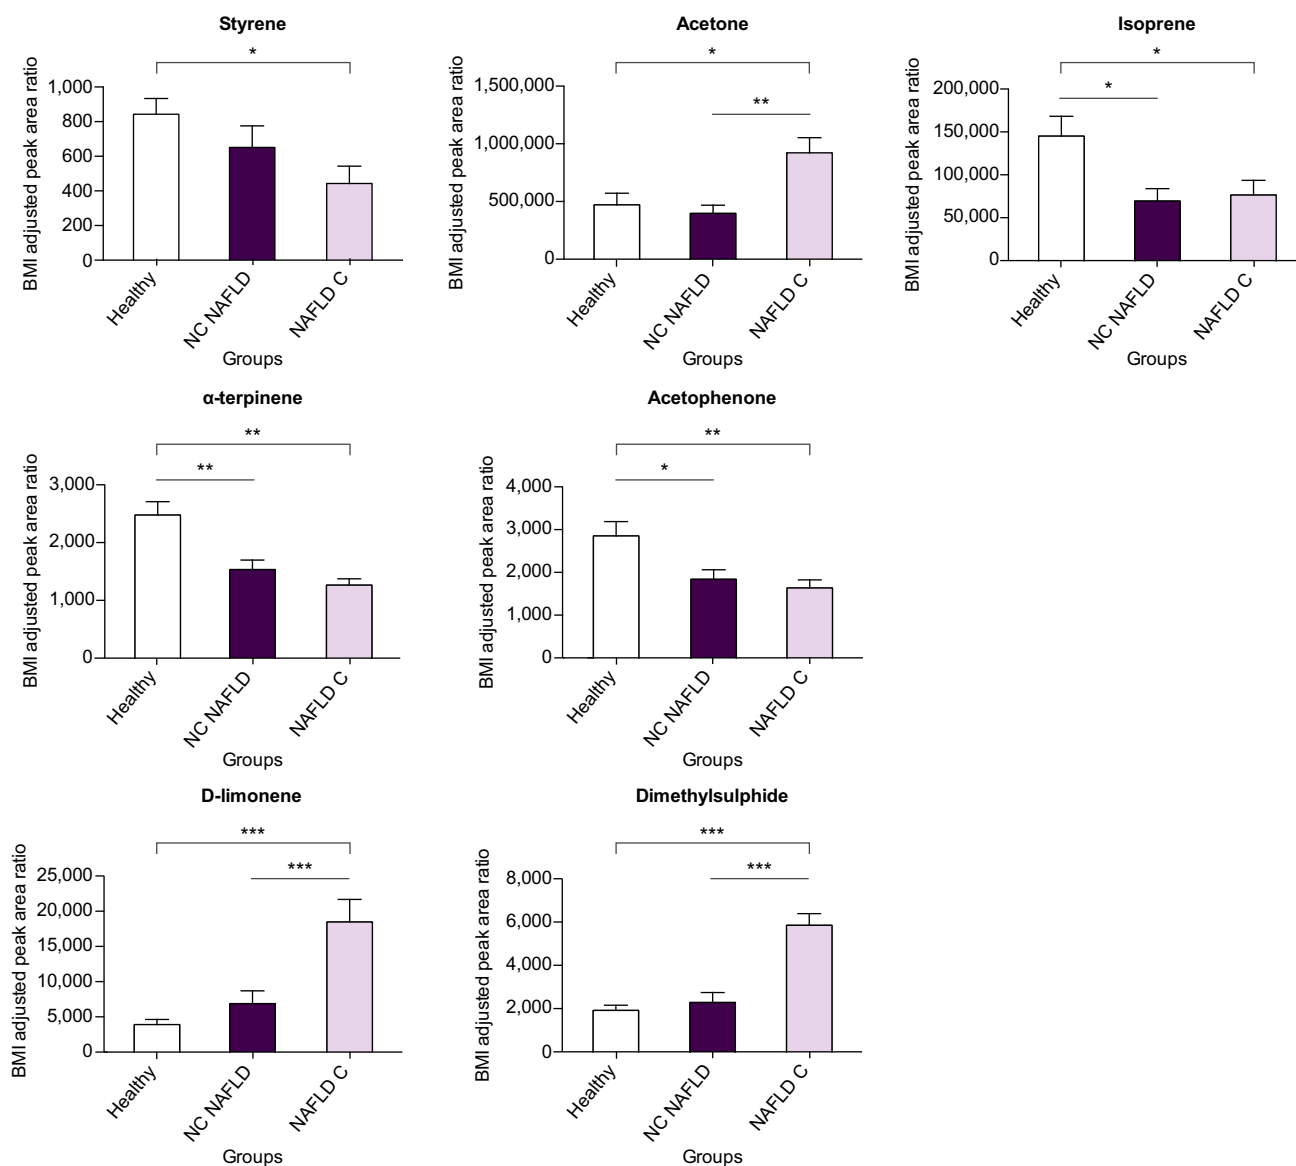 Styrene
*
BMI adjusted peak area ratio
1,000
800
600
400
200
0
Healthy
NC NAFLD
NAFLD C
Groups
Acetone
*
**
BMI adjusted peak area ratio
1,500,000
1,000,000
500,000
0
Healthy
NC NAFLD
NAFLD C
Groups
Isoprene
*
*
BMI adjusted peak area ratio
200,000
150,000
100,000
50,000
0
Healthy
NC NAFLD
NAFLD C
Groups
α-terpinene
**
**
BMI adjusted peak area ratio
3,000
2,000
1,000
0
Healthy
NC NAFLD
NAFLD C
Groups
Acetophenone
**
*
BMI adjusted peak area ratio
4,000
3,000
2,000
1,000
0
Healthy
NC NAFLD
NAFLD C
Groups
D-limonene
***
***
BMI adjusted peak area ratio
25,000
20,000
15,000
10,000
5,000
0
Healthy
NC NAFLD
NAFLD C
Groups
Dimethylsulphide
***
***
BMI adjusted peak area ratio
8,000
6,000
4,000
2,000
0
Healthy
NC NAFLD
NAFLD C
Groups